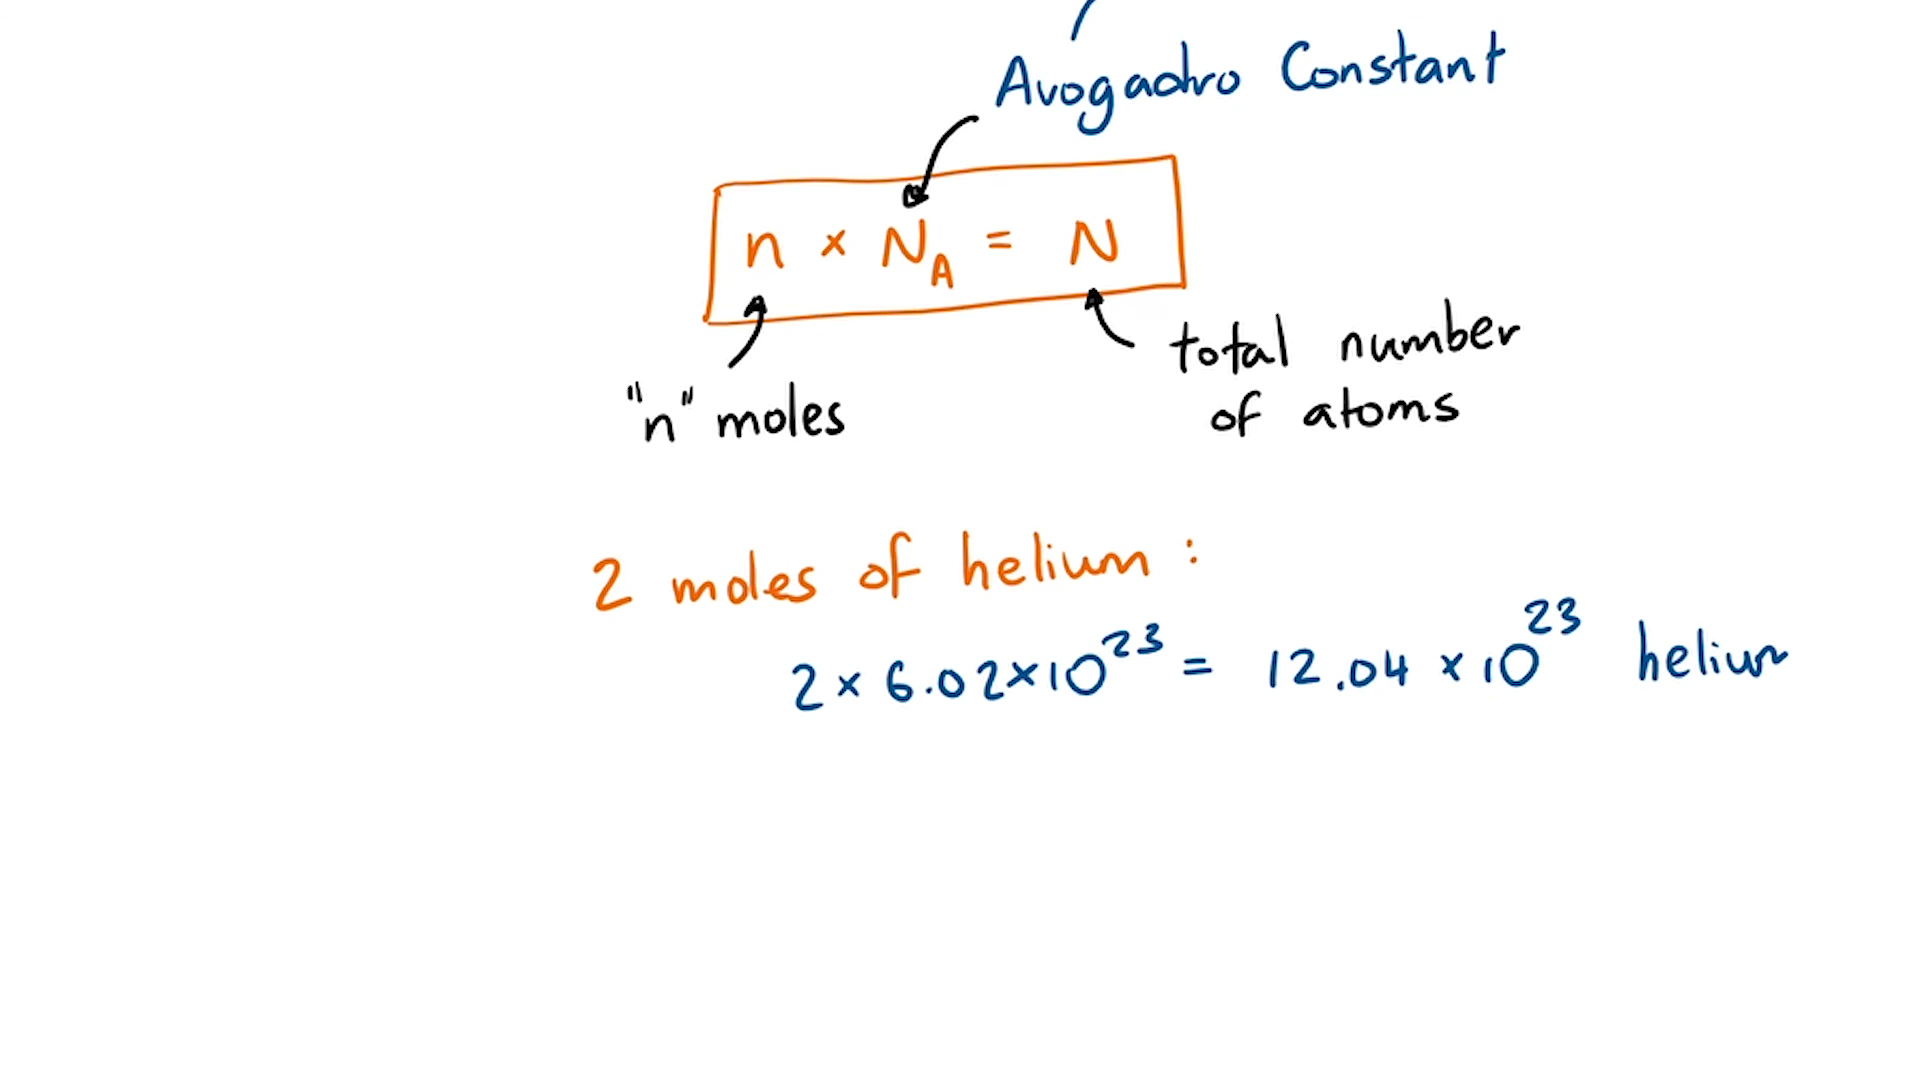 Avogadro Constant
n × N_A = N
"n" moles
total number
of atoms
2 moles of helium :
2 × 6.02×10²³ = 12.04 × 10²³ helium